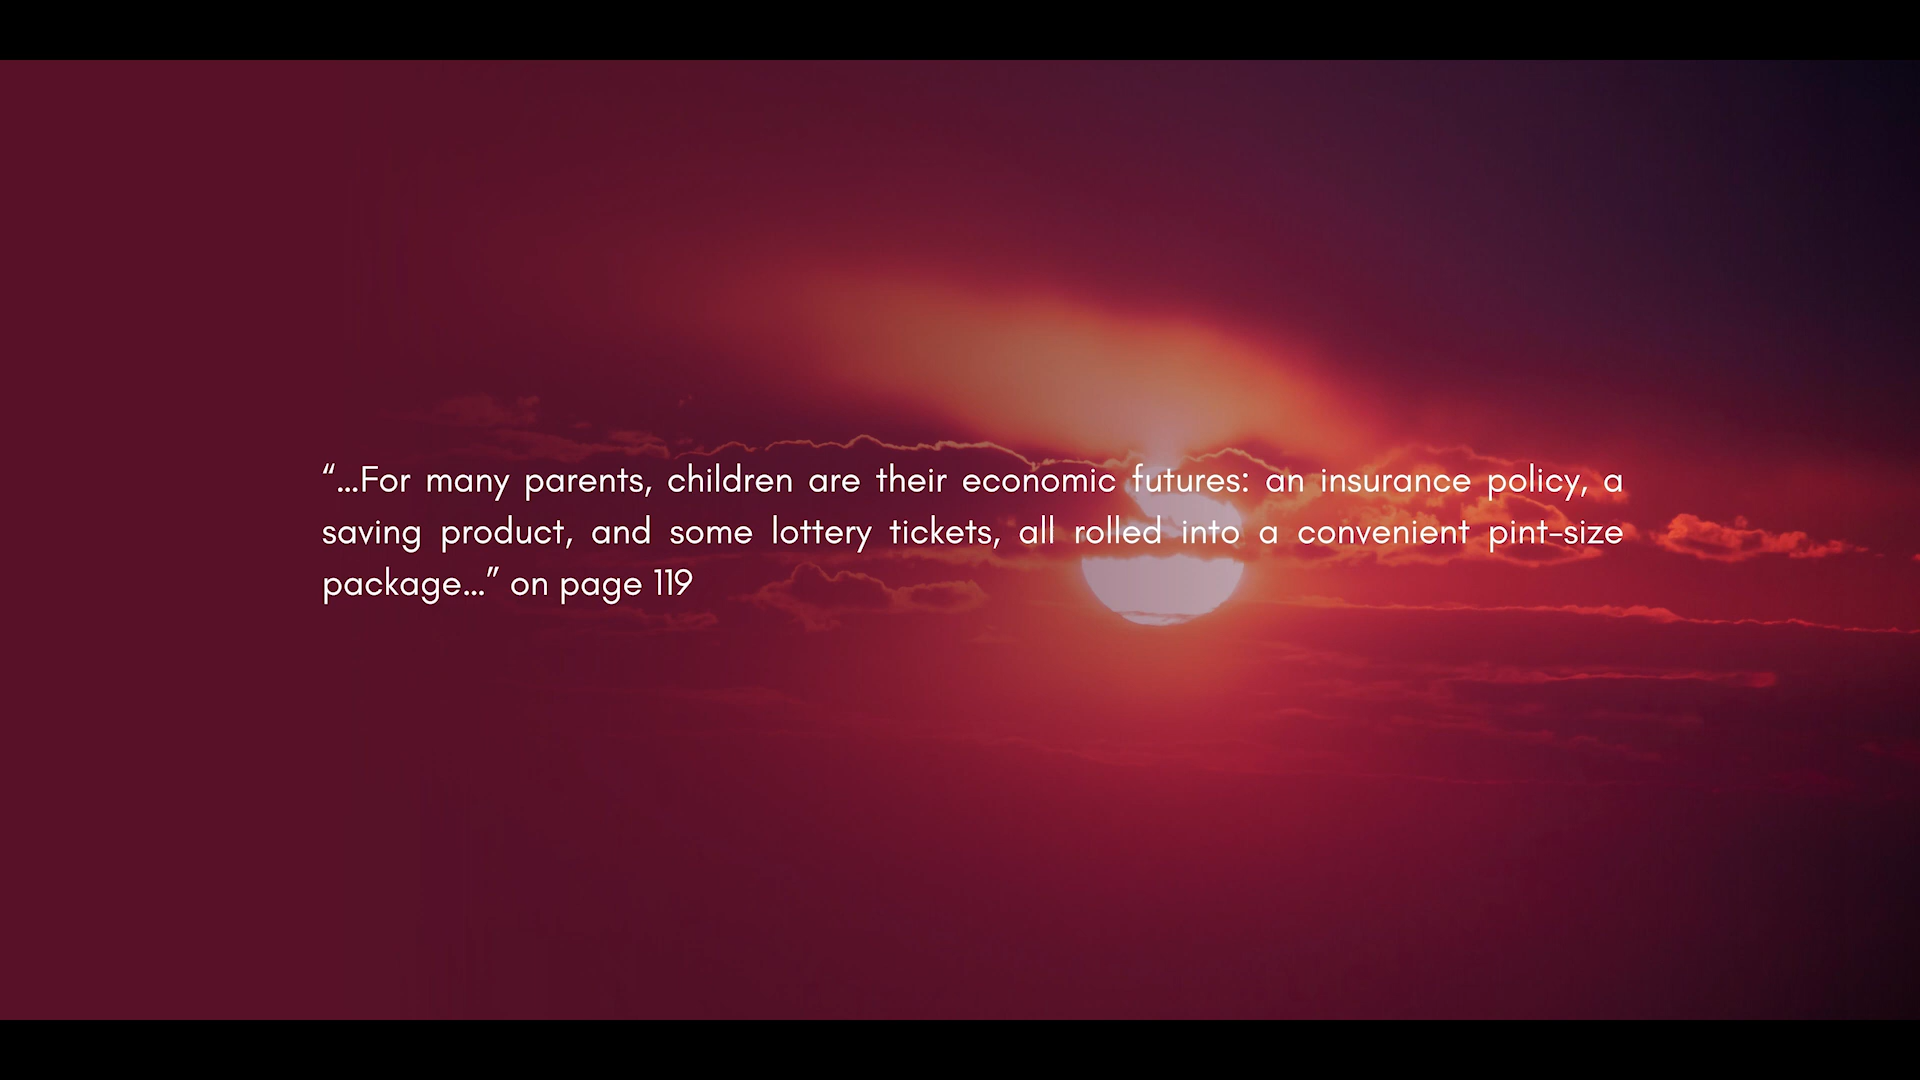 “...For many parents, children are their economic futures: an insurance policy, a
saving product, and some lottery tickets, all rolled into a convenient pint-size
package...” on page 119